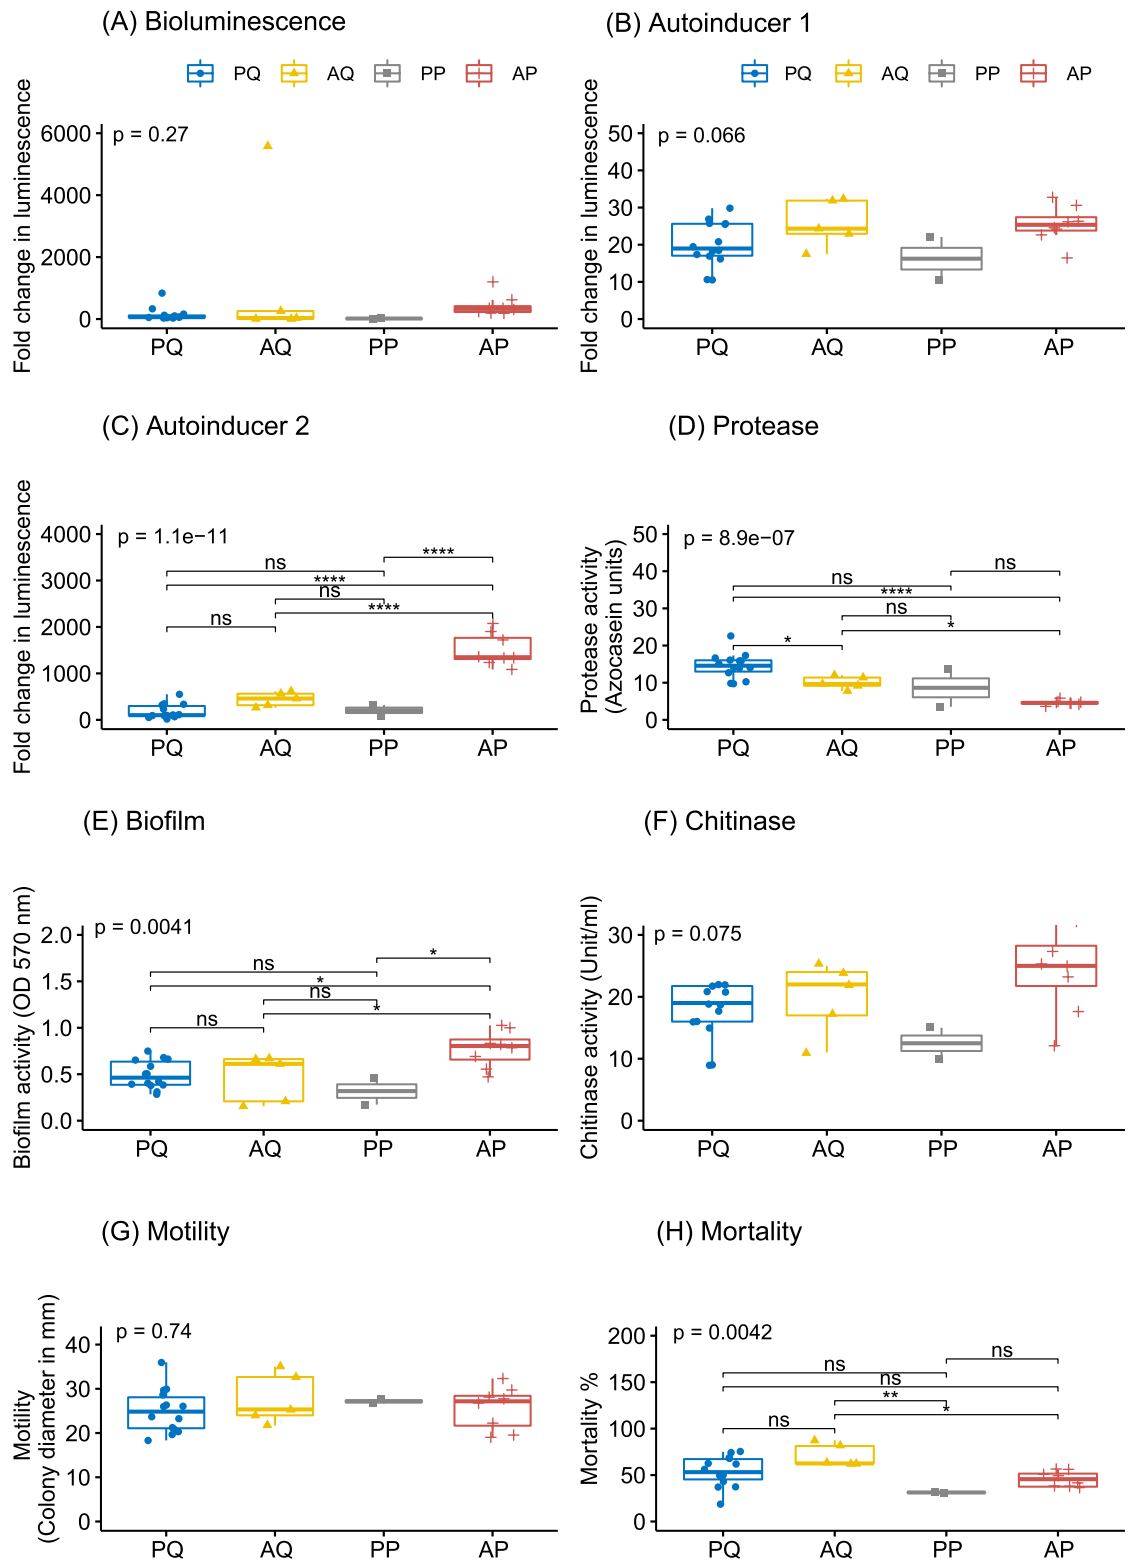 (A) Bioluminescence
PQ AQ PP AP
Fold change in luminescence
p = 0.27
6000
4000
2000
0
PQ AQ PP AP
(B) Autoinducer 1
PQ AQ PP AP
Fold change in luminescence
p = 0.066
50
40
30
20
10
0
PQ AQ PP AP
(C) Autoinducer 2
Fold change in luminescence
p = 1.1e−11
4000
3000
2000
1000
0
****
ns
****
ns
****
ns
PQ AQ PP AP
(D) Protease
Protease activity
(Azocasein units)
p = 8.9e−07
50
40
30
20
10
0
ns
ns
****
ns
*
*
PQ AQ PP AP
(E) Biofilm
Biofilm activity (OD 570 nm)
p = 0.0041
2.0
1.5
1.0
0.5
0.0
*
ns
*
ns
*
ns
PQ AQ PP AP
(F) Chitinase
Chitinase activity (Unit/ml)
p = 0.075
30
20
10
0
PQ AQ PP AP
(G) Motility
Motility
(Colony diameter in mm)
p = 0.74
40
30
20
10
0
PQ AQ PP AP
(H) Mortality
Mortality %
p = 0.0042
200
150
100
50
0
ns
ns
ns
**
*
ns
PQ AQ PP AP